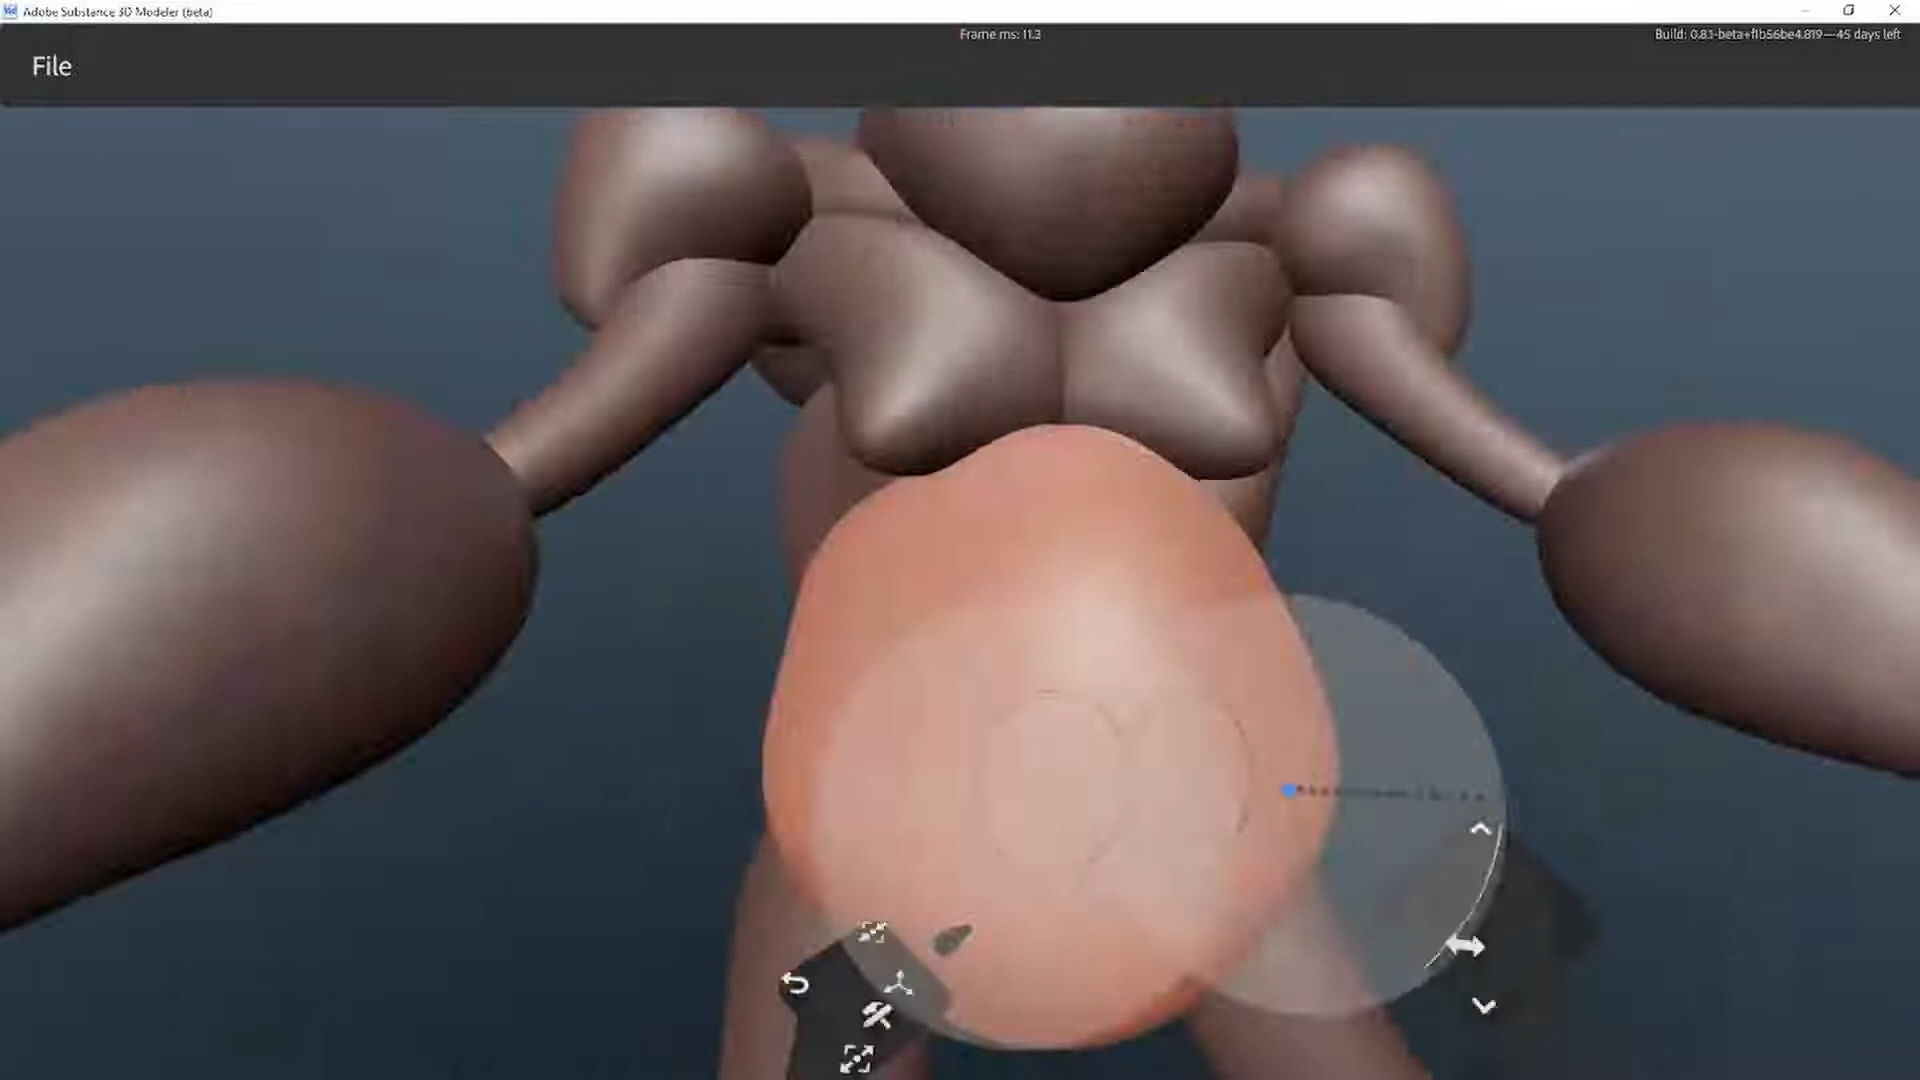 Adobe Substance 3D Modeler (beta)
Frame ms: 11.3
Build: 0.83-beta+f1b56be4.819—45 days left
File